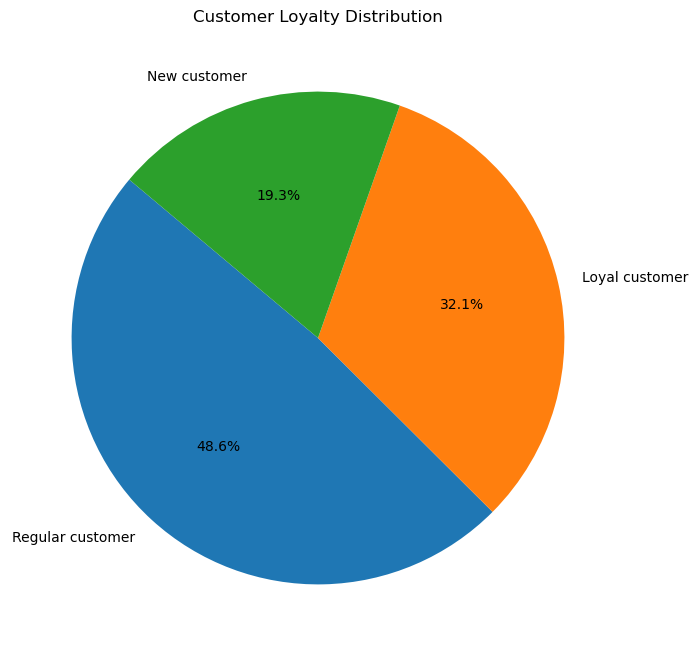 Customer Loyalty Distribution
New customer
19.3%
Loyal customer
32.1%
48.6%
Regular customer